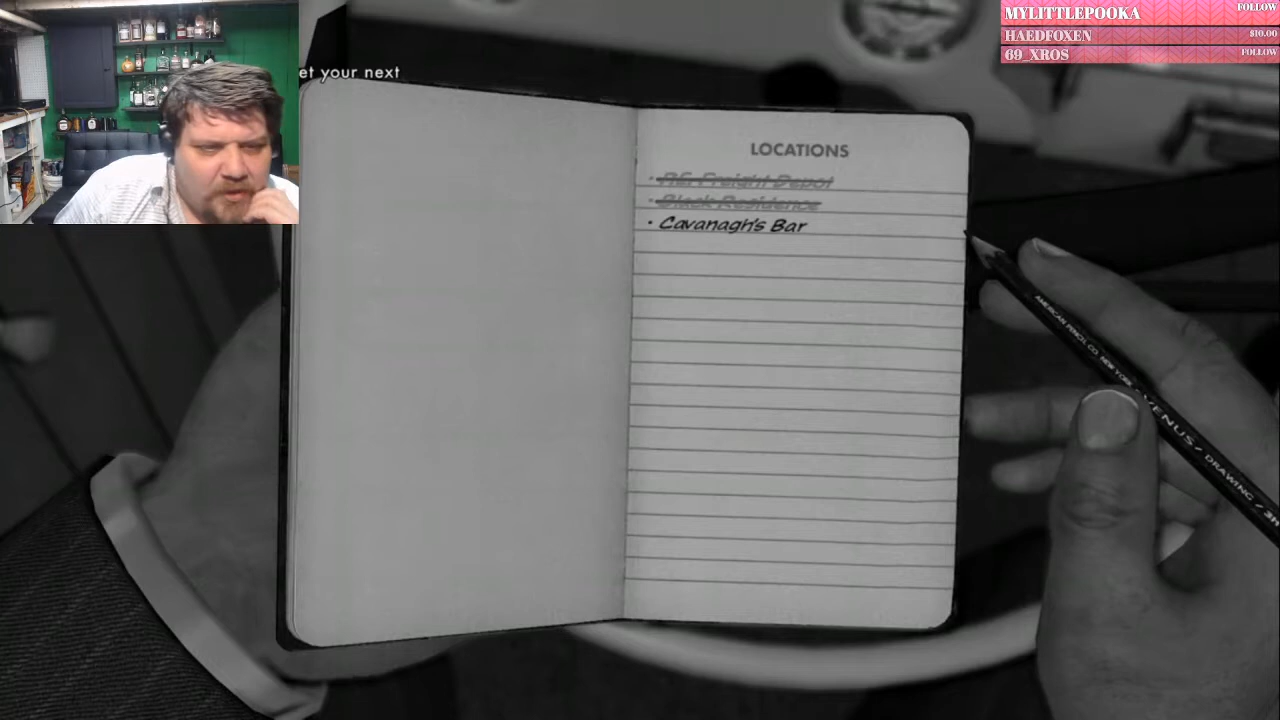 MYLITTLEPOOKA FOLLOW
HAEDFOXEN $10.00
69_XROS FOLLOW
et your next
LOCATIONS
· R.E. Freight Depot
· Black Residence
· Cavanagh's Bar
AMERICAN PENCIL CO. NEW YORK VENUS / DRAWING / 3H